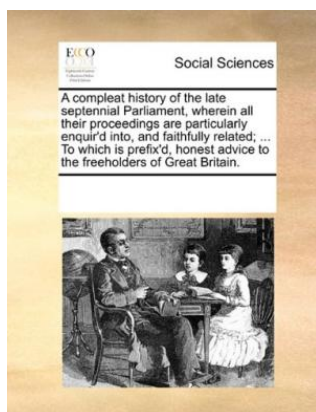 ECCO
Social Sciences
A compleat history of the late
septennial Parliament, wherein all
their proceedings are particularly
enquir'd into, and faithfully related; ...
To which is prefix'd, honest advice to
the freeholders of Great Britain.